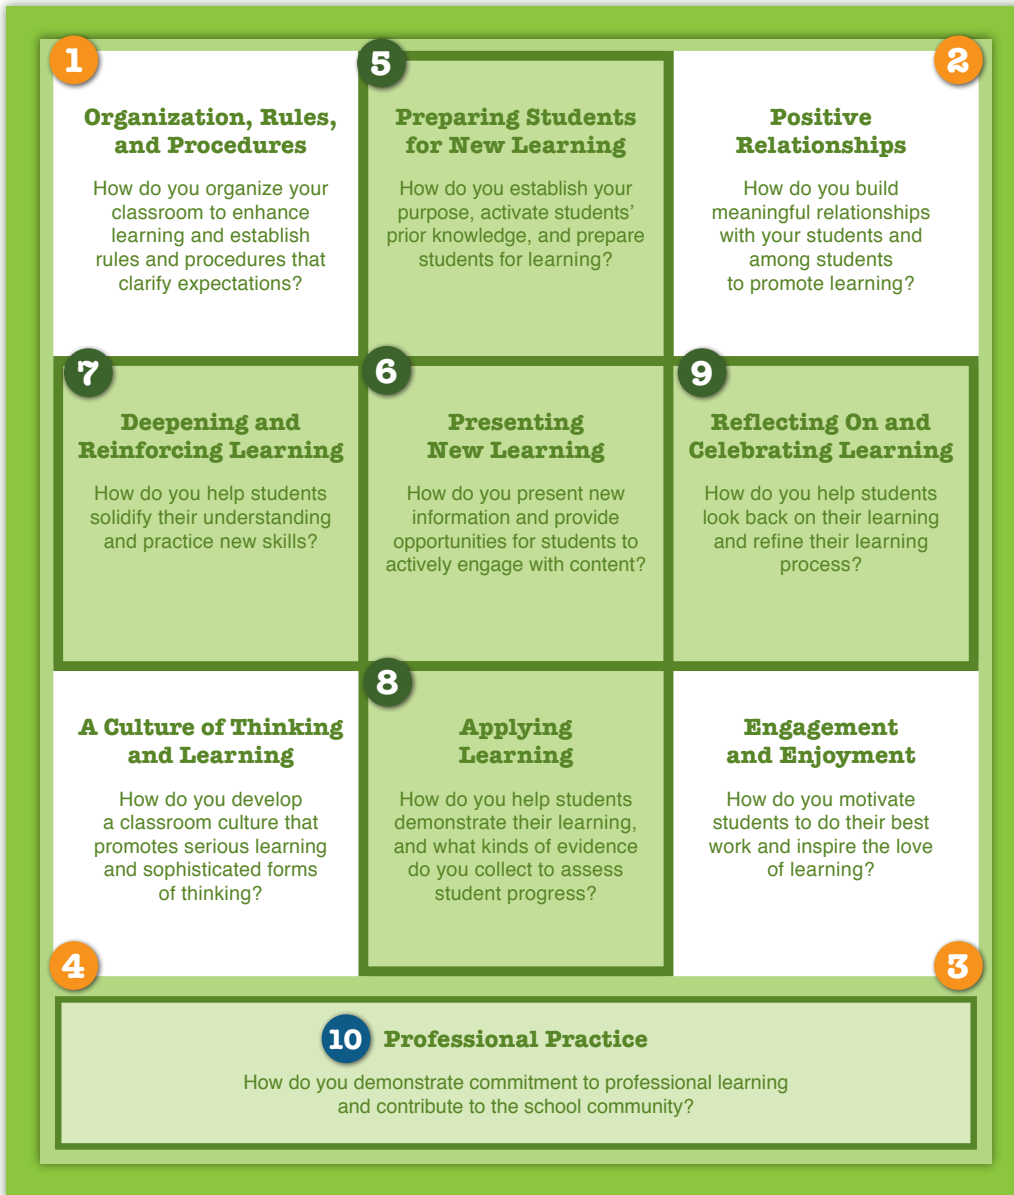 1
Organization, Rules,
and Procedures
How do you organize your
classroom to enhance
learning and establish
rules and procedures that
clarify expectations?
5
Preparing Students
for New Learning
How do you establish your
purpose, activate students’
prior knowledge, and prepare
students for learning?
2
Positive
Relationships
How do you build
meaningful relationships
with your students and
among students
to promote learning?
7
Deepening and
Reinforcing Learning
How do you help students
solidify their understanding
and practice new skills?
6
Presenting
New Learning
How do you present new
information and provide
opportunities for students to
actively engage with content?
9
Reflecting On and
Celebrating Learning
How do you help students
look back on their learning
and refine their learning
process?
A Culture of Thinking
and Learning
How do you develop
a classroom culture that
promotes serious learning
and sophisticated forms
of thinking?
4
8
Applying
Learning
How do you help students
demonstrate their learning,
and what kinds of evidence
do you collect to assess
student progress?
Engagement
and Enjoyment
How do you motivate
students to do their best
work and inspire the love
of learning?
3
10 Professional Practice
How do you demonstrate commitment to professional learning
and contribute to the school community?